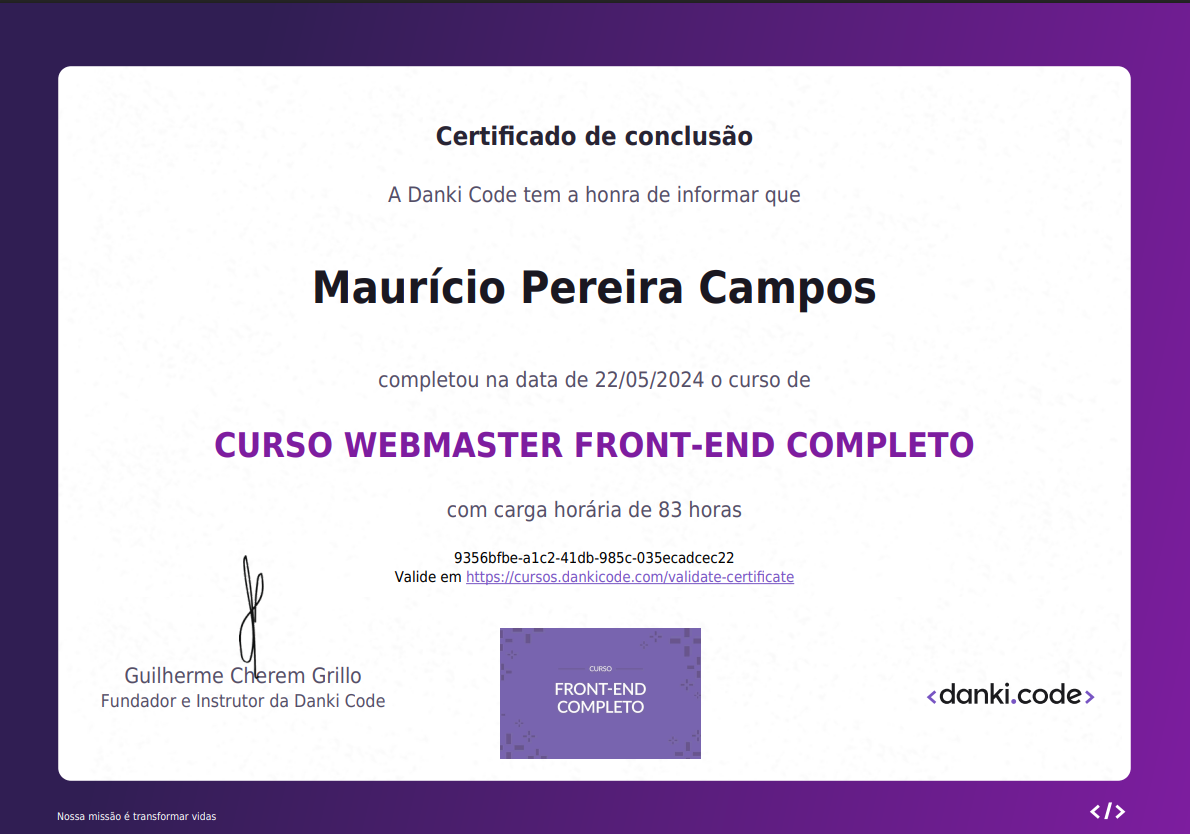 Certificado de conclusão
A Danki Code tem a honra de informar que
Maurício Pereira Campos
completou na data de 22/05/2024 o curso de
CURSO WEBMASTER FRONT-END COMPLETO
com carga horária de 83 horas
9356bfbe-a1c2-41db-985c-035ecadcec22
Valide em https://cursos.dankicode.com/validate-certificate
Guilherme Cherem Grillo
Fundador e Instrutor da Danki Code
CURSO
FRONT-END
COMPLETO
<danki.code>
Nossa missão é transformar vidas
</>